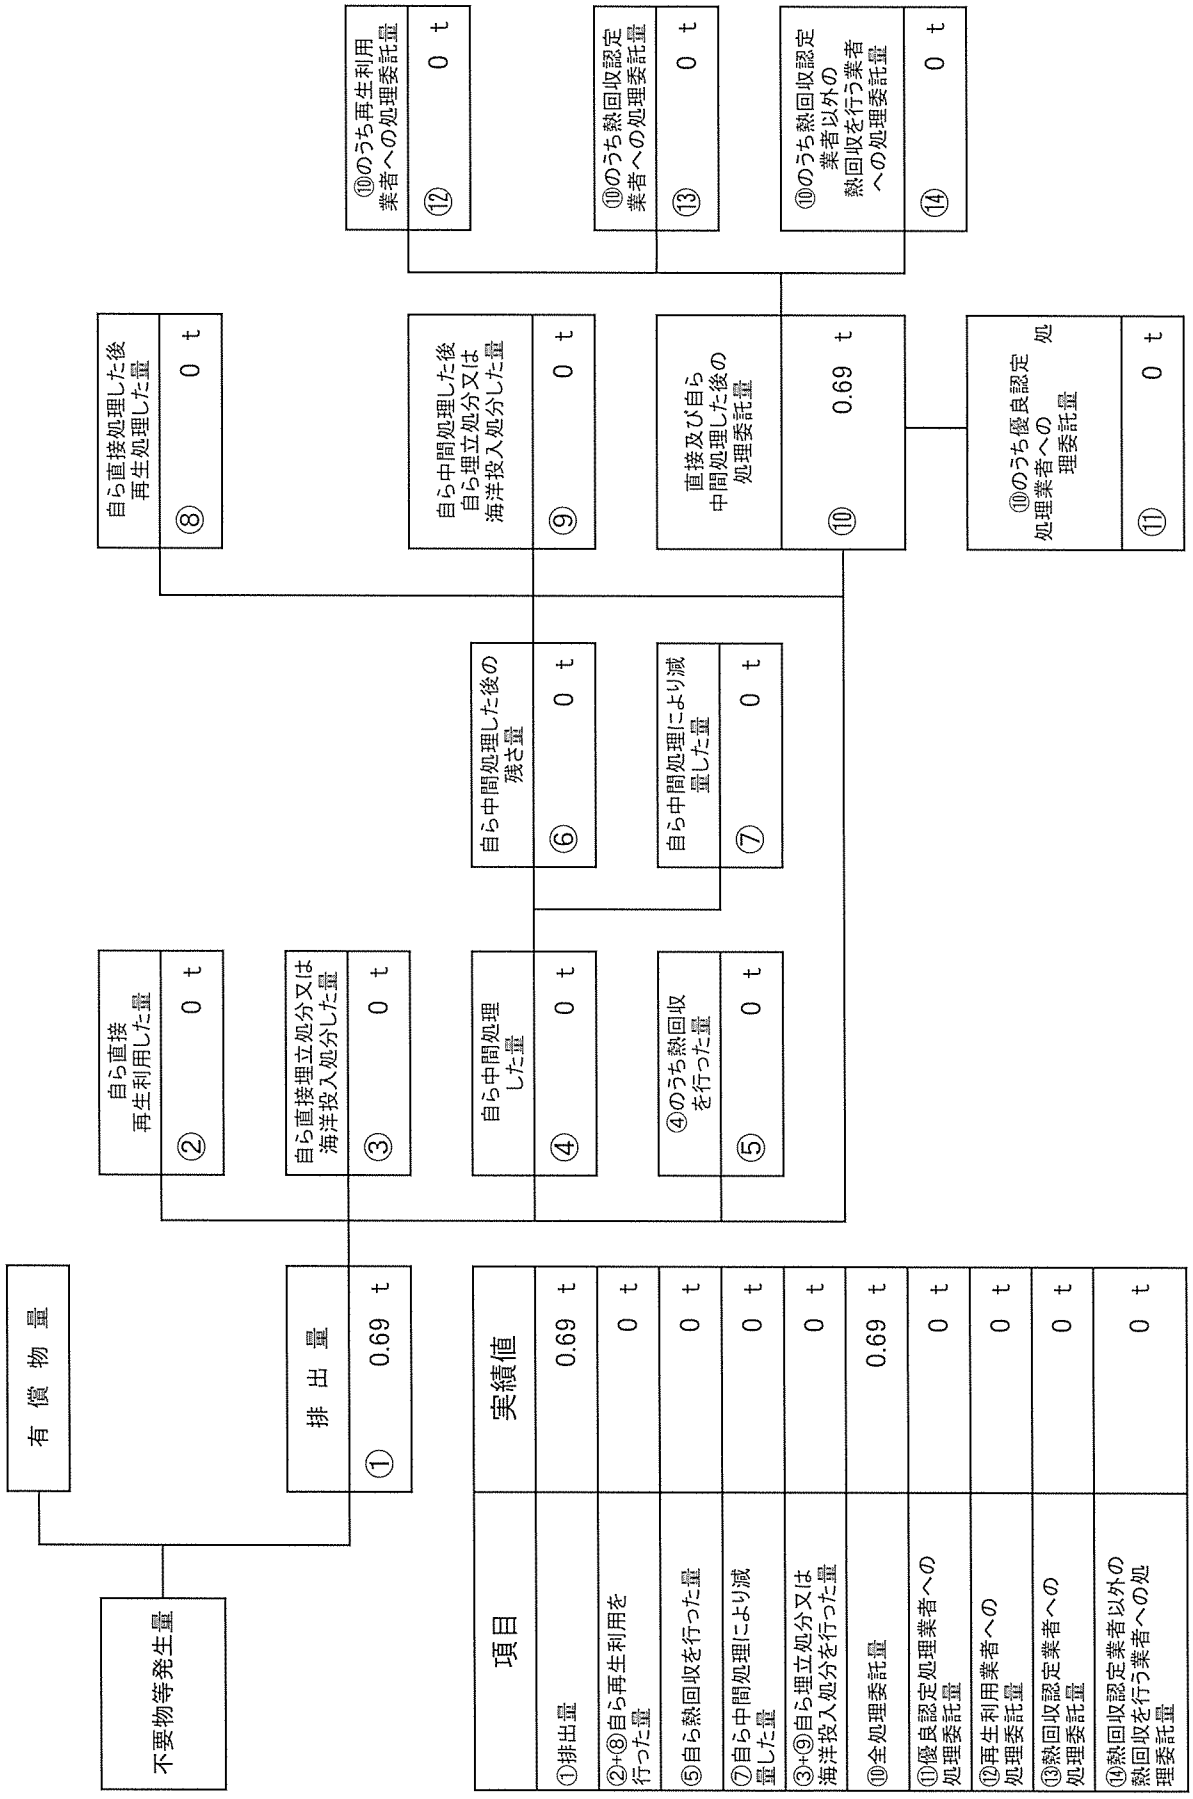 不要物等発生量
有償物量
排出量
① 0.69 t
自ら直接
再生利用した量
② 0 t
自ら直接埋立処分又は
海洋投入処分した量
③ 0 t
自ら中間処理
した量
④ 0 t
④のうち熱回収
を行った量
⑤ 0 t
自ら中間処理した後の
残さ量
⑥ 0 t
自ら中間処理により減
量した量
⑦ 0 t
自ら直接処理した後
再生処理した量
⑧ 0 t
自ら中間処理した後
自ら埋立処分又は
海洋投入処分した量
⑨ 0 t
直接及び自ら
中間処理した後の
処理委託量
⑩ 0.69 t
⑩のうち優良認定
処理業者への 処
理委託量
⑪ 0 t
⑩のうち再生利用
業者への処理委託量
⑫ 0 t
⑩のうち熱回収認定
業者への処理委託量
⑬ 0 t
⑩のうち熱回収認定
業者以外の
熱回収を行う業者
への処理委託量
⑭ 0 t
項目 実績値
①排出量 0.69 t
②+⑧自ら再生利用を
行った量 0 t
⑤自ら熱回収を行った量 0 t
⑦自ら中間処理により減
量した量 0 t
③+⑨自ら埋立処分又は
海洋投入処分を行った量 0 t
⑩全処理委託量 0.69 t
⑪優良認定処理業者への
処理委託量 0 t
⑫再生利用業者への
処理委託量 0 t
⑬熱回収認定業者への
処理委託量 0 t
⑭熱回収認定業者以外の
熱回収を行う業者への処
理委託量 0 t